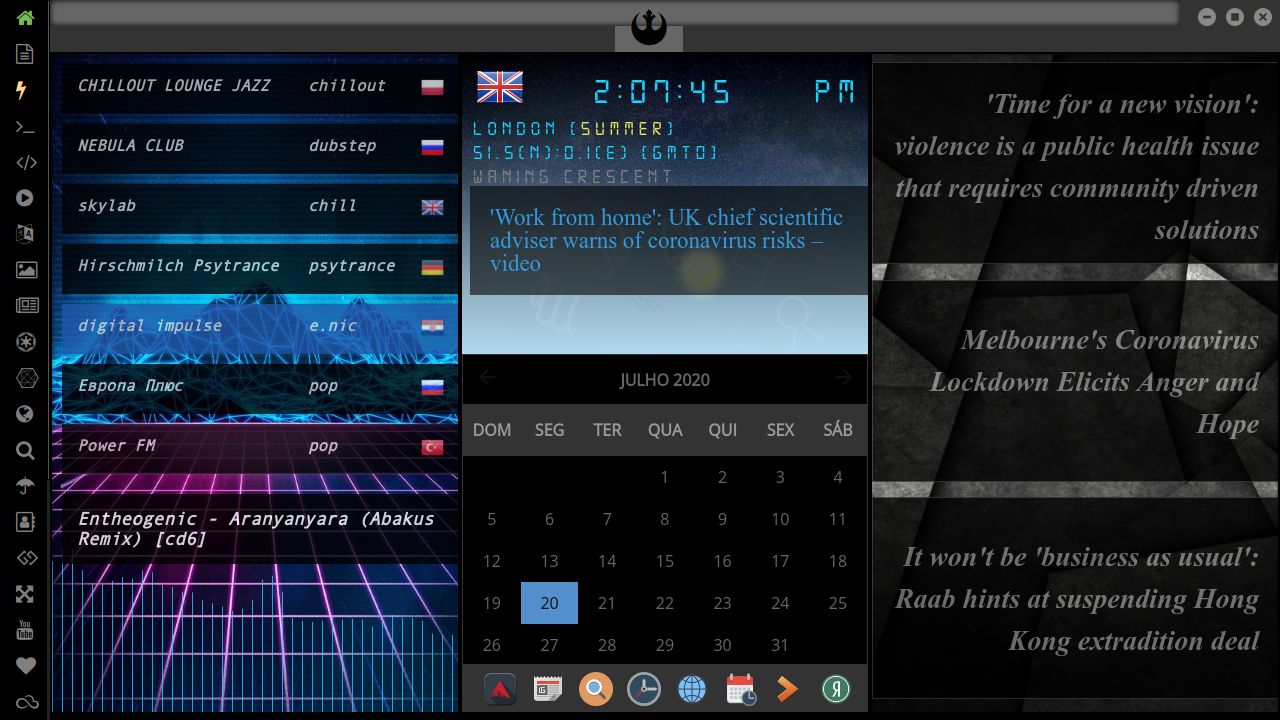 CHILLOUT LOUNGE JAZZ chillout
NEBULA CLUB dubstep
skylab chill
Hirschmilch Psytrance psytrance
digital impulse e.nic
Европа Плюс pop
Power FM pop
Entheogenic - Aranyanyara (Abakus
Remix) [cd6]
2:07:45 PM
LONDON (SUMMER)
51.5(N):0.1(E) (GMT0)
WANING CRESCENT
'Work from home': UK chief scientific
adviser warns of coronavirus risks –
video
JULHO 2020
DOM SEG TER QUA QUI SEX SÁB
1 2 3 4
5 6 7 8 9 10 11
12 13 14 15 16 17 18
19 20 21 22 23 24 25
26 27 28 29 30 31
'Time for a new vision':
violence is a public health issue
that requires community driven
solutions
Melbourne's Coronavirus
Lockdown Elicits Anger and
Hope
It won't be 'business as usual':
Raab hints at suspending Hong
Kong extradition deal
You
Tube
Я